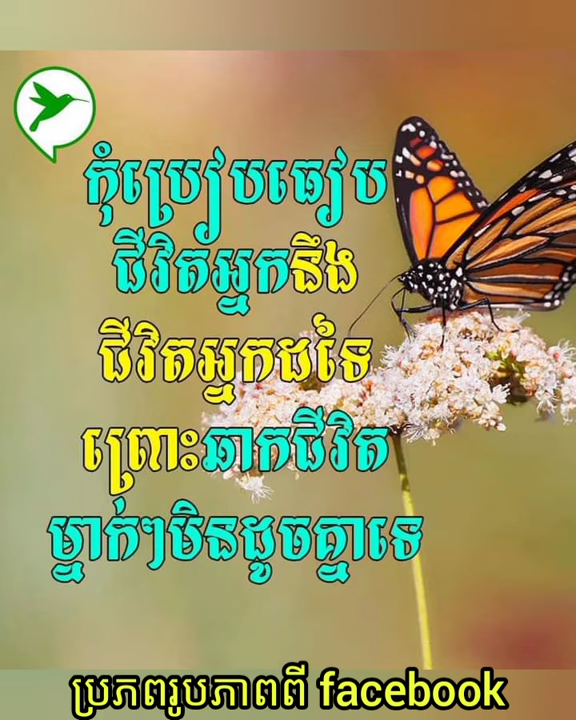 កុំប្រៀបធៀប
ជីវិតអ្នកនឹង
ជីវិតអ្នកដទៃ
ព្រោះឆាកជីវិត
ម្នាក់ៗមិនដូចគ្នាទេ
ប្រភពរូបភាពពី facebook